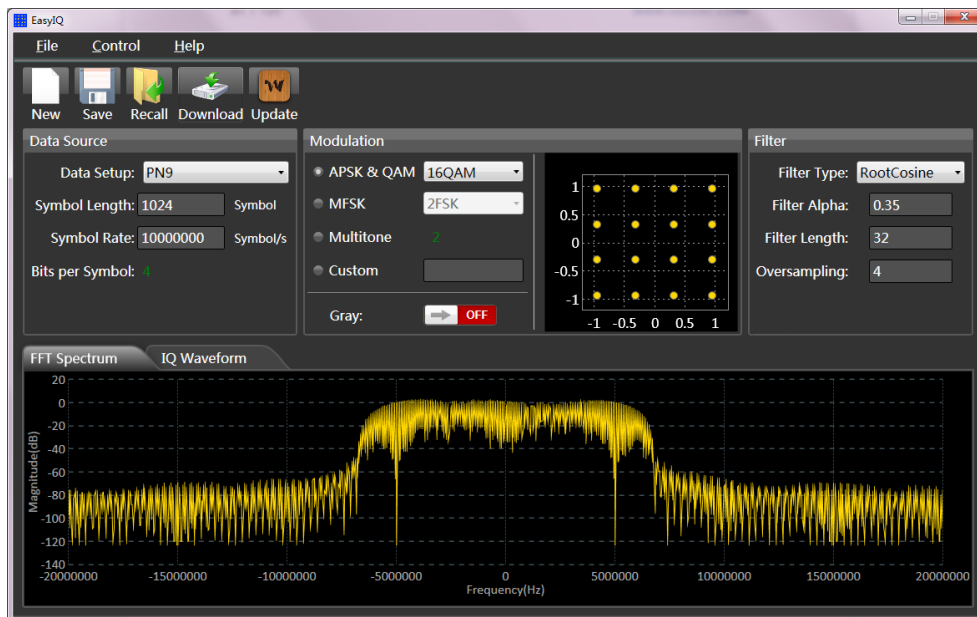 EasyIQ
File Control Help
New Save Recall Download Update
Data Source
Data Setup: PN9
Symbol Length: 1024 Symbol
Symbol Rate: 10000000 Symbol/s
Bits per Symbol: 4
Modulation
APSK & QAM 16QAM
MFSK 2FSK
Multitone 2
Custom
Gray: OFF
1
0.5
0
-0.5
-1
-1 -0.5 0 0.5 1
Filter
Filter Type: RootCosine
Filter Alpha: 0.35
Filter Length: 32
Oversampling: 4
FFT Spectrum IQ Waveform
Magnitude(dB)
20
0
-20
-40
-60
-80
-100
-120
-140
-20000000 -15000000 -10000000 -5000000 0 5000000 10000000 15000000 20000000
Frequency(Hz)